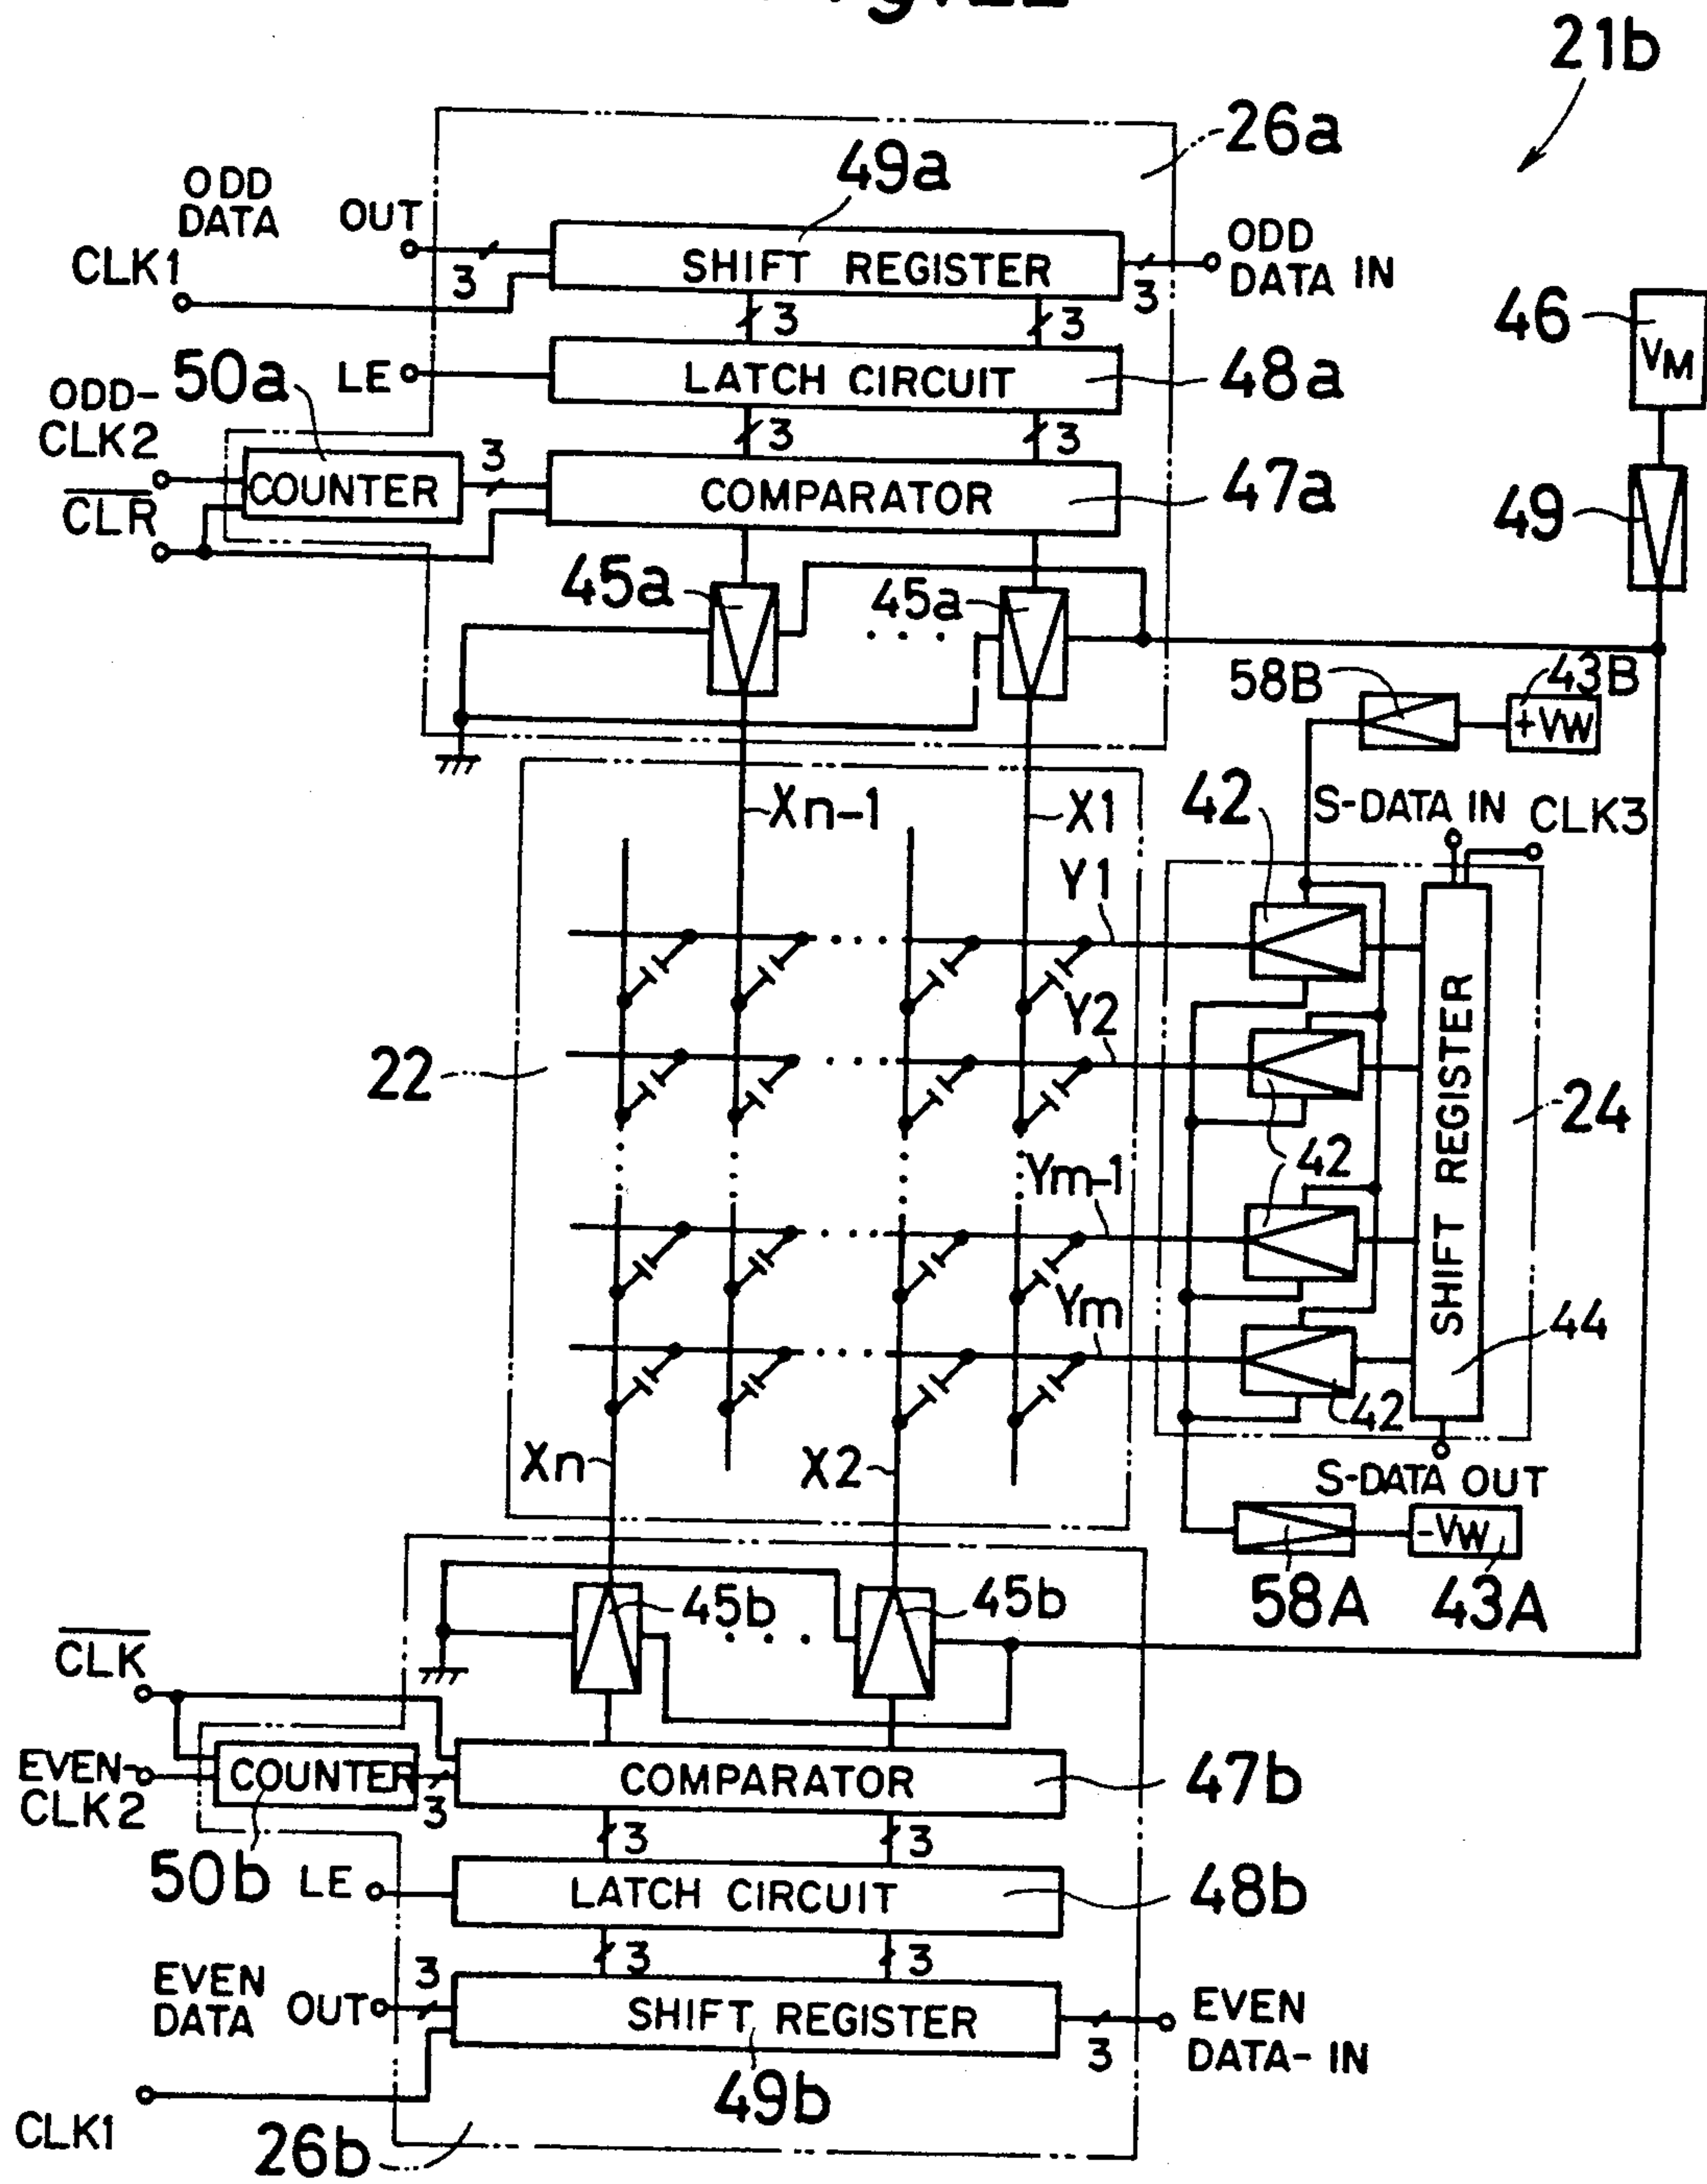 21b
26a
49a
ODD
DATA
OUT
CLK1
3
SHIFT REGISTER
3
ODD
DATA IN
3
3
46
VM
50a
LE
LATCH CIRCUIT
48a
ODD-
CLK2
3
3
3
COUNTER
COMPARATOR
47a
49
CLR
45a
45a
58B
43B
+VW
Xn-1
X1
42
S-DATA IN
CLK3
Y1
Y2
22
24
42
Ym-1
SHIFT REGISTER
Ym
44
42
Xn
X2
S-DATA OUT
-VW
58A
43A
45b
45b
CLK
EVEN-
CLK2
COUNTER
3
COMPARATOR
47b
3
3
50b
LE
LATCH CIRCUIT
48b
3
3
EVEN
DATA
OUT
3
SHIFT REGISTER
3
EVEN
DATA-IN
49b
CLK1
26b